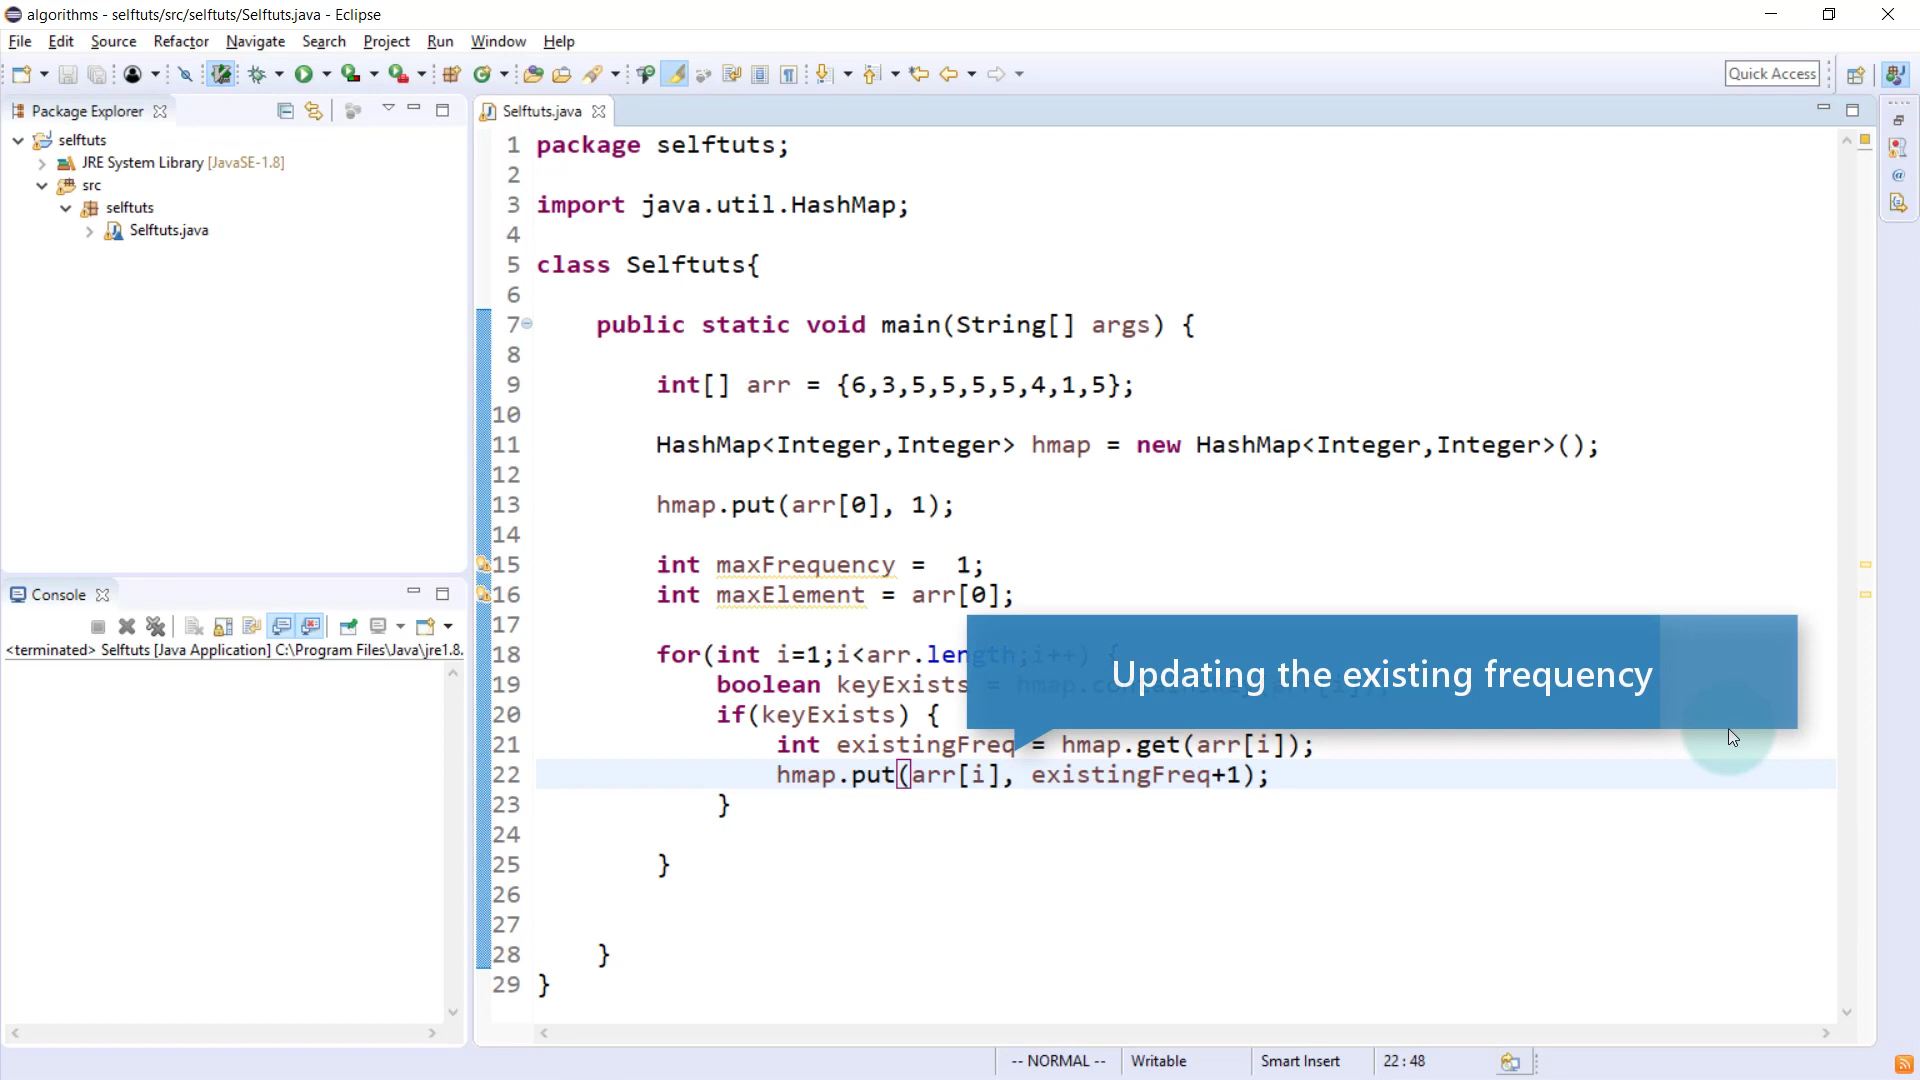 algorithms - selftuts/src/selftuts/Selftuts.java - Eclipse
File Edit Source Refactor Navigate Search Project Run Window Help
Quick Access
Package Explorer
selftuts
JRE System Library [JavaSE-1.8]
src
selftuts
Selftuts.java
Console
<terminated> Selftuts [Java Application] C:\Program Files\Java\jre1.8.
Selftuts.java
1 package selftuts;
2
3 import java.util.HashMap;
4
5 class Selftuts{
6
7 public static void main(String[] args) {
8
9 int[] arr = {6,3,5,5,5,5,4,1,5};
10
11 HashMap<Integer,Integer> hmap = new HashMap<Integer,Integer>();
12
13 hmap.put(arr[0], 1);
14
15 int maxFrequency = 1;
16 int maxElement = arr[0];
17
18 for(int i=1;i<arr.length;i++) {
19 boolean keyExists =
20 if(keyExists) {
21 int existingFreq = hmap.get(arr[i]);
22 hmap.put(arr[i], existingFreq+1);
23 }
24
25 }
26
27
28 }
29 }
Updating the existing frequency
-- NORMAL -- Writable Smart Insert 22 : 48